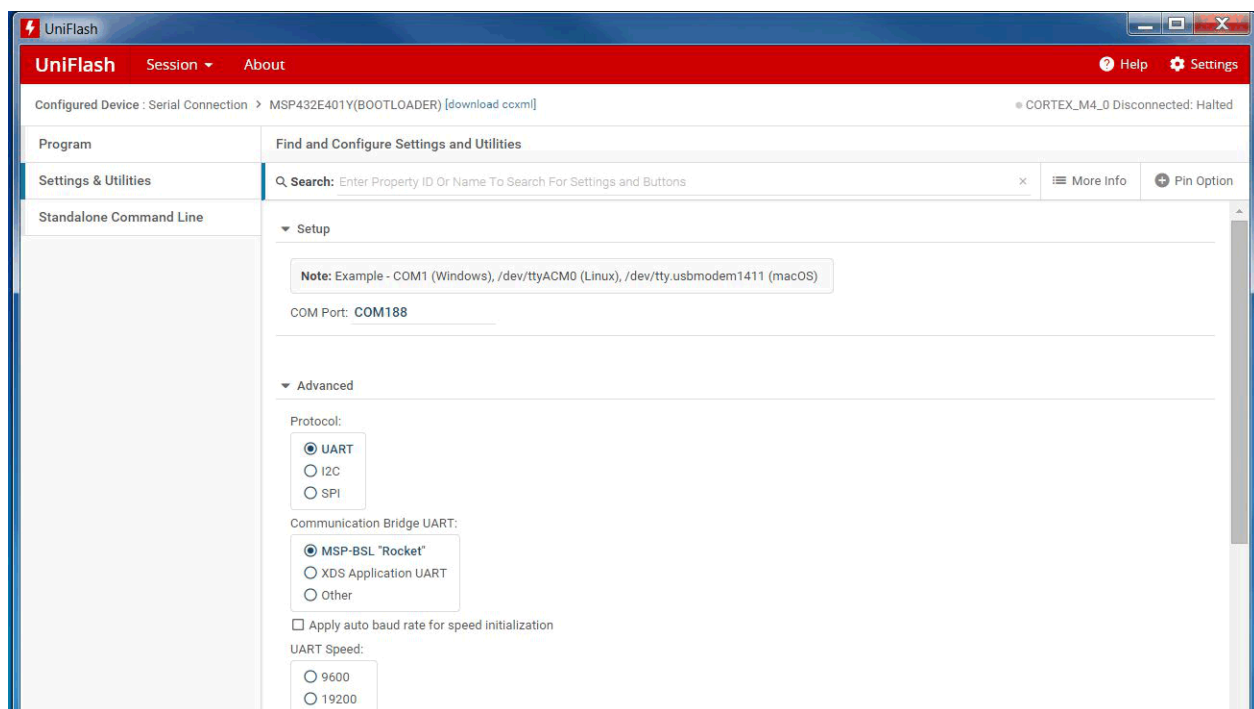 UniFlash
UniFlash Session About Help Settings
Configured Device : Serial Connection > MSP432E401Y(BOOTLOADER) [download ccxml] CORTEX_M4_0 Disconnected: Halted
Program
Settings & Utilities
Standalone Command Line
Find and Configure Settings and Utilities
Search: Enter Property ID Or Name To Search For Settings and Buttons × More Info Pin Option
Setup
Note: Example - COM1 (Windows), /dev/ttyACM0 (Linux), /dev/tty.usbmodem1411 (macOS)
COM Port: COM188
Advanced
Protocol:
UART
I2C
SPI
Communication Bridge UART:
MSP-BSL "Rocket"
XDS Application UART
Other
Apply auto baud rate for speed initialization
UART Speed:
9600
19200